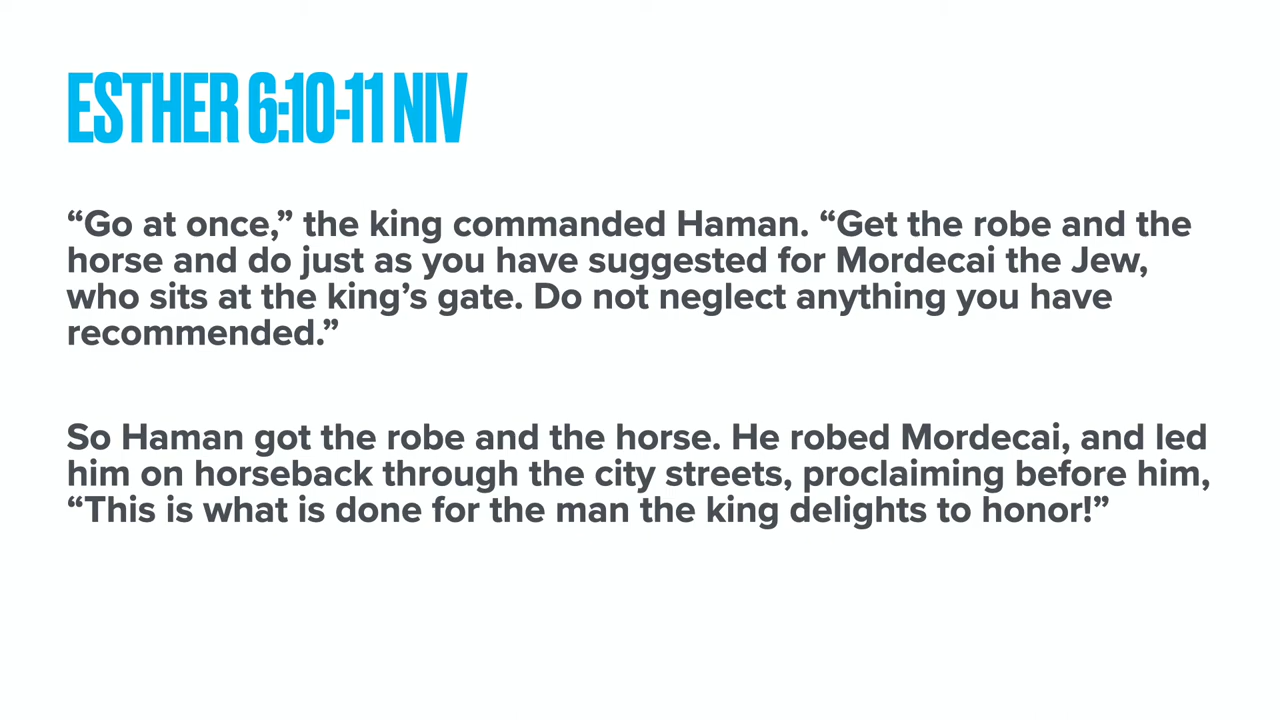 ESTHER 6:10-11 NIV
“Go at once,” the king commanded Haman. “Get the robe and the
horse and do just as you have suggested for Mordecai the Jew,
who sits at the king’s gate. Do not neglect anything you have
recommended.”
So Haman got the robe and the horse. He robed Mordecai, and led
him on horseback through the city streets, proclaiming before him,
“This is what is done for the man the king delights to honor!”